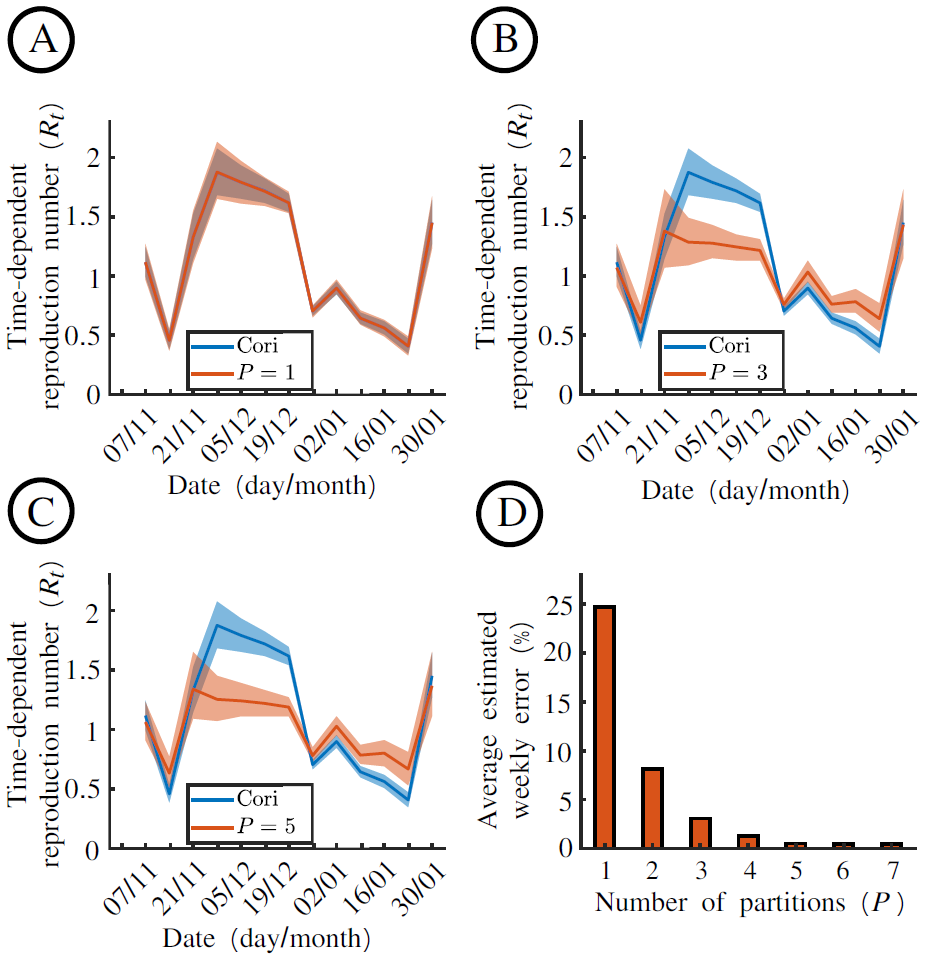 A
Time-dependent
reproduction number (Rt)
2
1.5
1
0.5
0
Cori
P = 1
07/11
21/11
05/12
19/12
02/01
16/01
30/01
Date (day/month)
B
Time-dependent
reproduction number (Rt)
2
1.5
1
0.5
0
Cori
P = 3
07/11
21/11
05/12
19/12
02/01
16/01
30/01
Date (day/month)
C
Time-dependent
reproduction number (Rt)
2
1.5
1
0.5
0
Cori
P = 5
07/11
21/11
05/12
19/12
02/01
16/01
30/01
Date (day/month)
D
Average estimated
weekly error (%)
25
20
15
10
5
0
1 2 3 4 5 6 7
Number of partitions (P)